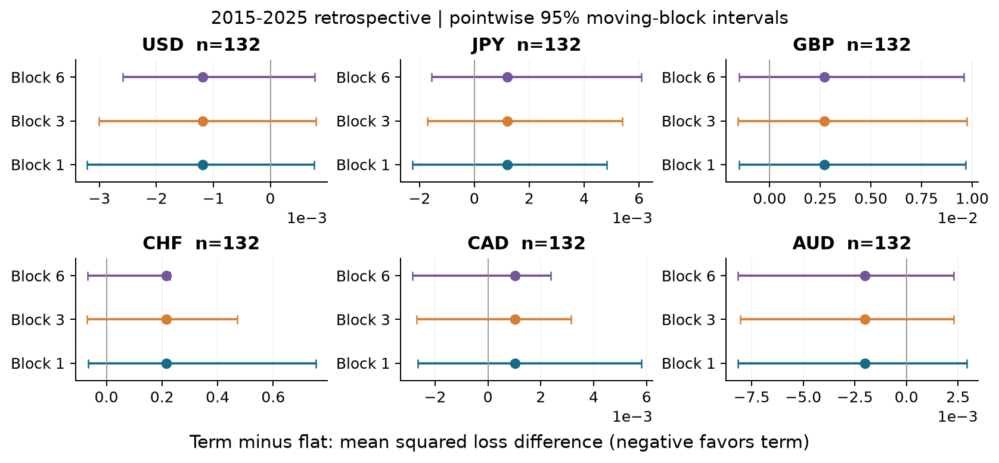 2015-2025 retrospective | pointwise 95% moving-block intervals
USD n=132
JPY n=132
GBP n=132
Block 6
Block 3
Block 1
−3 −2 −1 0
1e−3
Block 6
Block 3
Block 1
−2 0 2 4 6
1e−3
Block 6
Block 3
Block 1
0.00 0.25 0.50 0.75 1.00
1e−2
CHF n=132
CAD n=132
AUD n=132
Block 6
Block 3
Block 1
0.0 0.2 0.4 0.6
Block 6
Block 3
Block 1
−2 0 2 4 6
1e−3
Block 6
Block 3
Block 1
−7.5 −5.0 −2.5 0.0 2.5
1e−3
Term minus flat: mean squared loss difference (negative favors term)